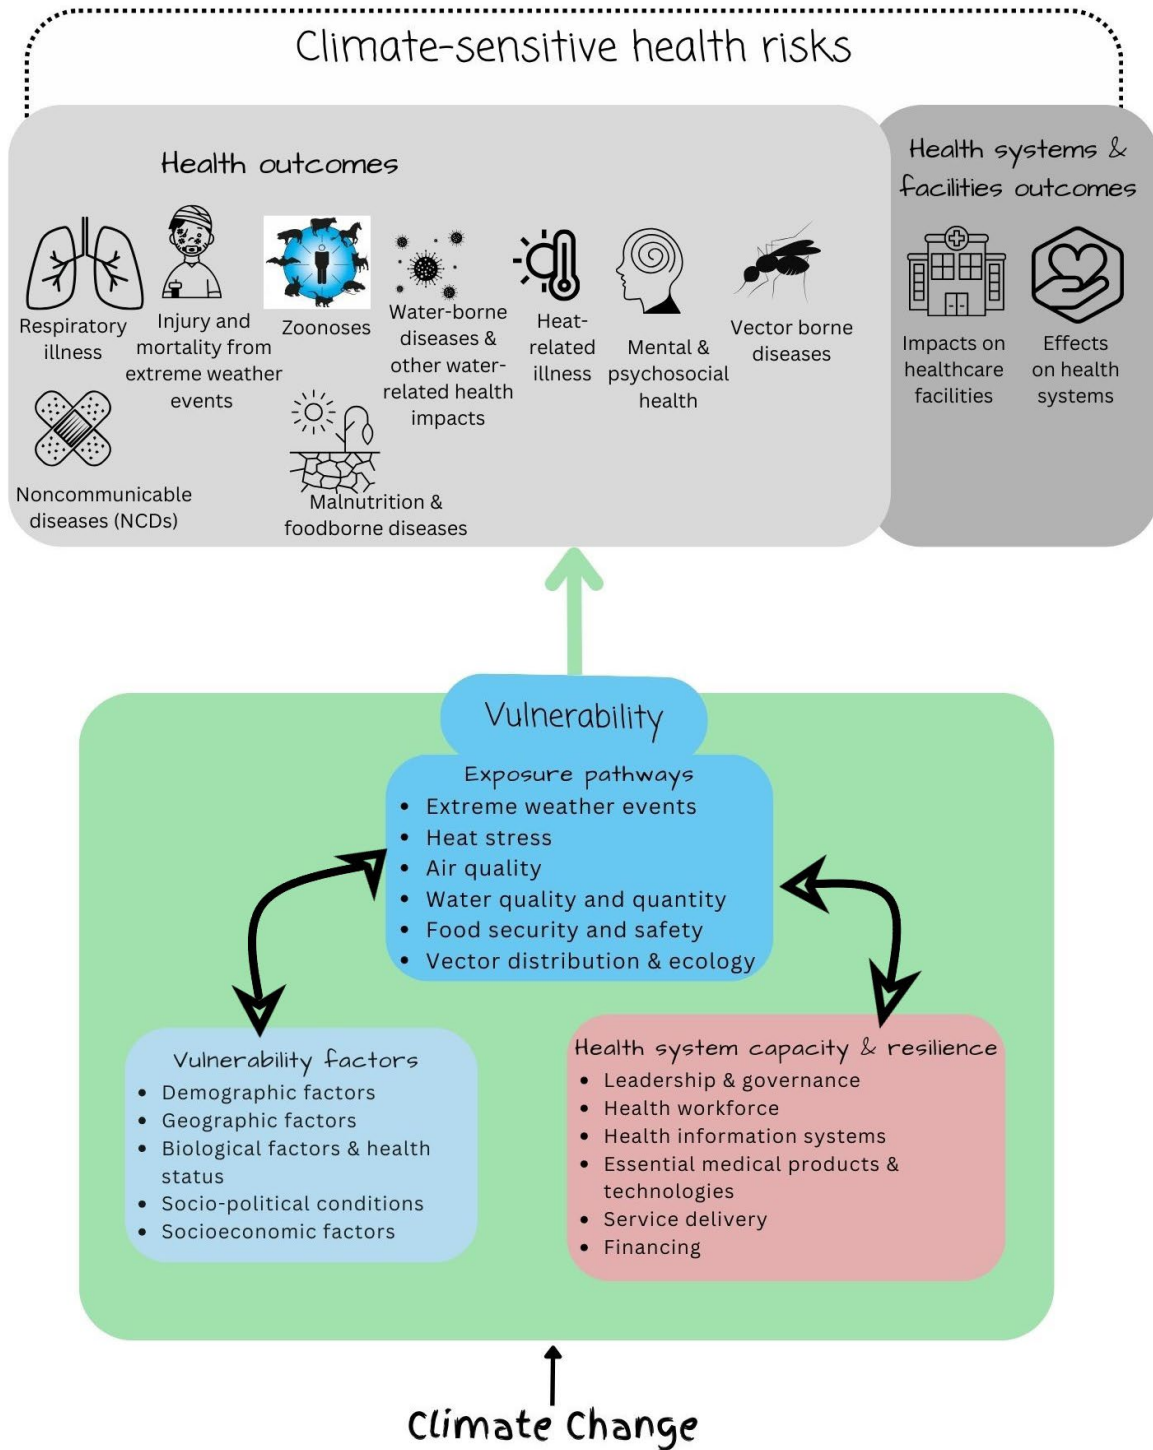 Climate-sensitive health risks
Health outcomes
Respiratory
illness
Injury and
mortality from
extreme weather
events
Zoonoses
Water-borne
diseases &
other water-
related health
impacts
Heat-
related
illness
Mental &
psychosocial
health
Vector borne
diseases
Noncommunicable
diseases (NCDs)
Malnutrition &
foodborne diseases
Health systems &
facilities outcomes
Impacts on
healthcare
facilities
Effects
on health
systems
Vulnerability
Exposure pathways
• Extreme weather events
• Heat stress
• Air quality
• Water quality and quantity
• Food security and safety
• Vector distribution & ecology
Vulnerability factors
• Demographic factors
• Geographic factors
• Biological factors & health
status
• Socio-political conditions
• Socioeconomic factors
Health system capacity & resilience
• Leadership & governance
• Health workforce
• Health information systems
• Essential medical products &
technologies
• Service delivery
• Financing
Climate Change